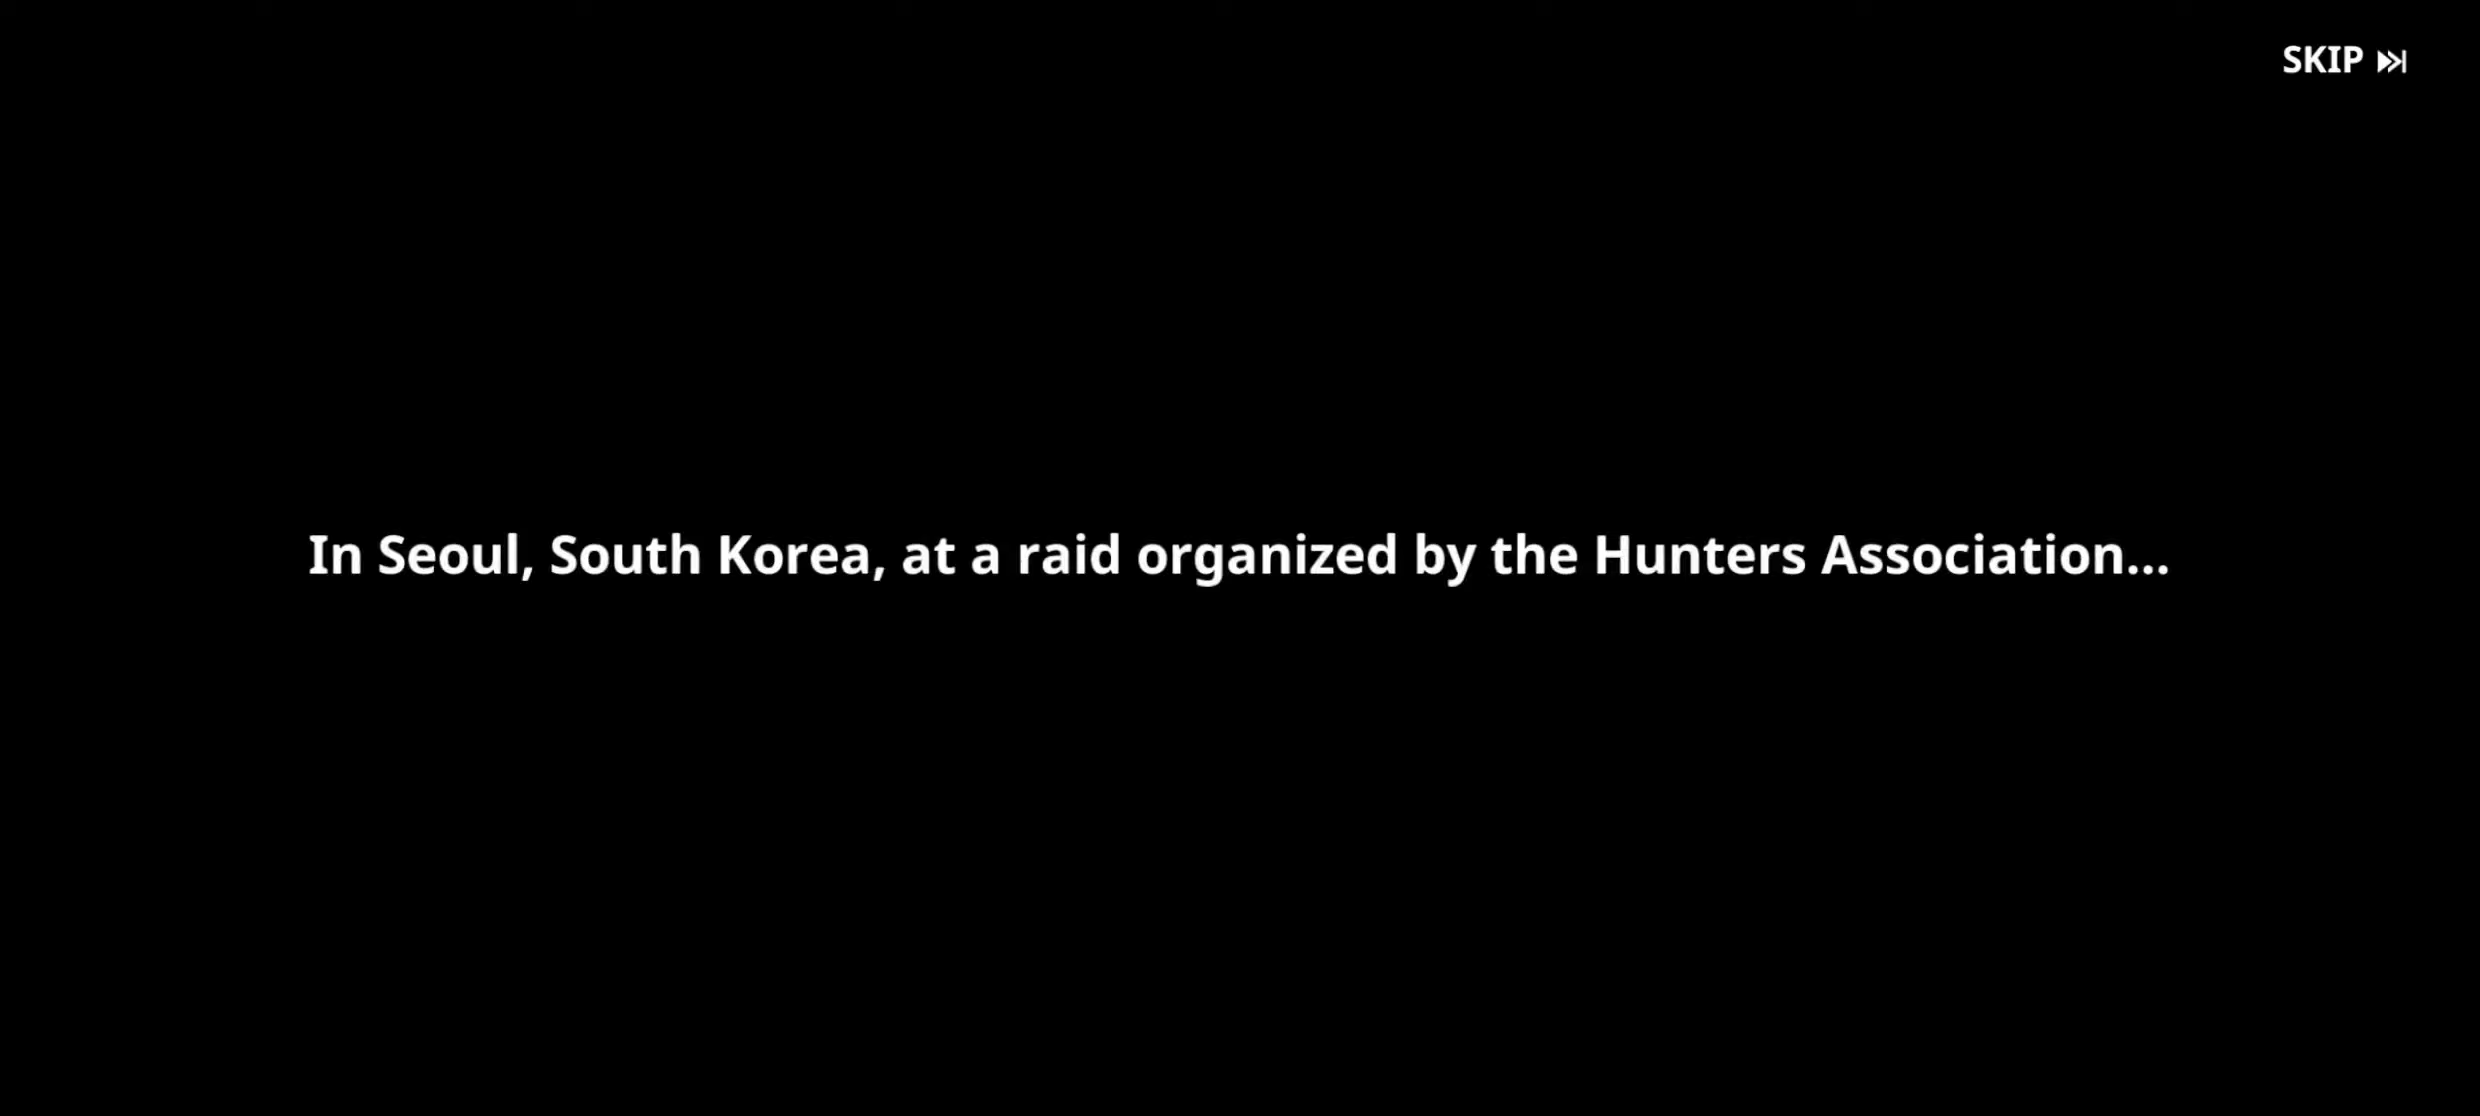 SKIP
In Seoul, South Korea, at a raid organized by the Hunters Association...